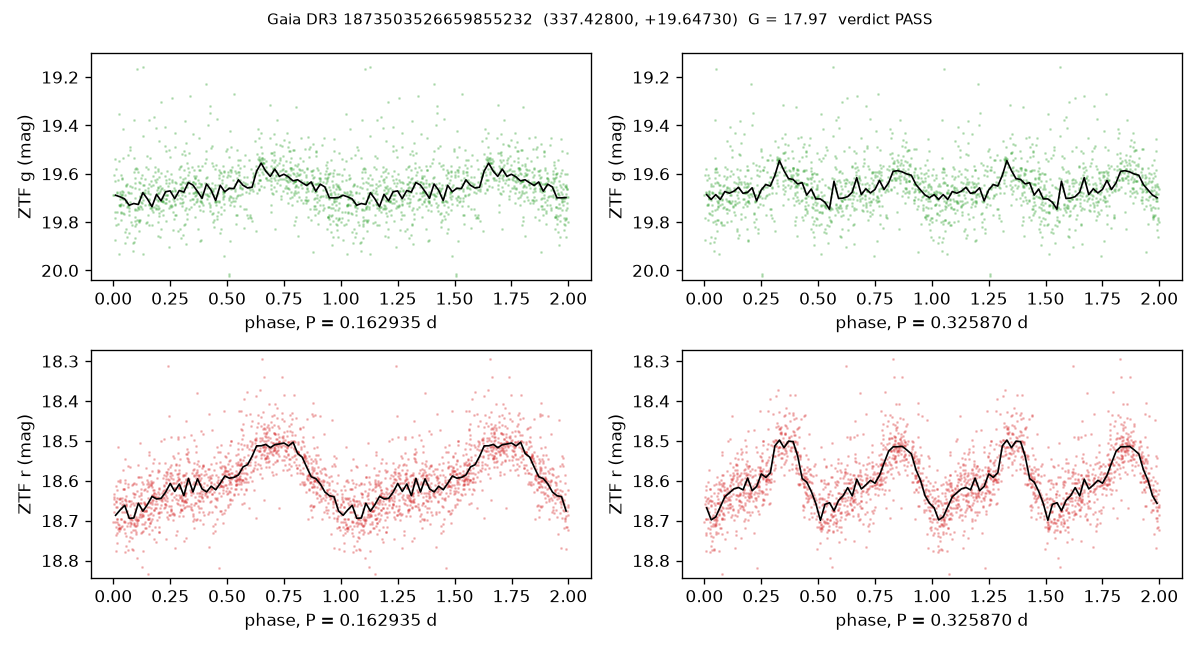 Gaia DR3 1873503526659855232  (337.42800, +19.64730)  G = 17.97  verdict PASS
ZTF g (mag)
19.2
19.4
19.6
19.8
20.0
0.00 0.25 0.50 0.75 1.00 1.25 1.50 1.75 2.00
phase, P = 0.162935 d
ZTF g (mag)
19.2
19.4
19.6
19.8
20.0
0.00 0.25 0.50 0.75 1.00 1.25 1.50 1.75 2.00
phase, P = 0.325870 d
ZTF r (mag)
18.3
18.4
18.5
18.6
18.7
18.8
0.00 0.25 0.50 0.75 1.00 1.25 1.50 1.75 2.00
phase, P = 0.162935 d
ZTF r (mag)
18.3
18.4
18.5
18.6
18.7
18.8
0.00 0.25 0.50 0.75 1.00 1.25 1.50 1.75 2.00
phase, P = 0.325870 d